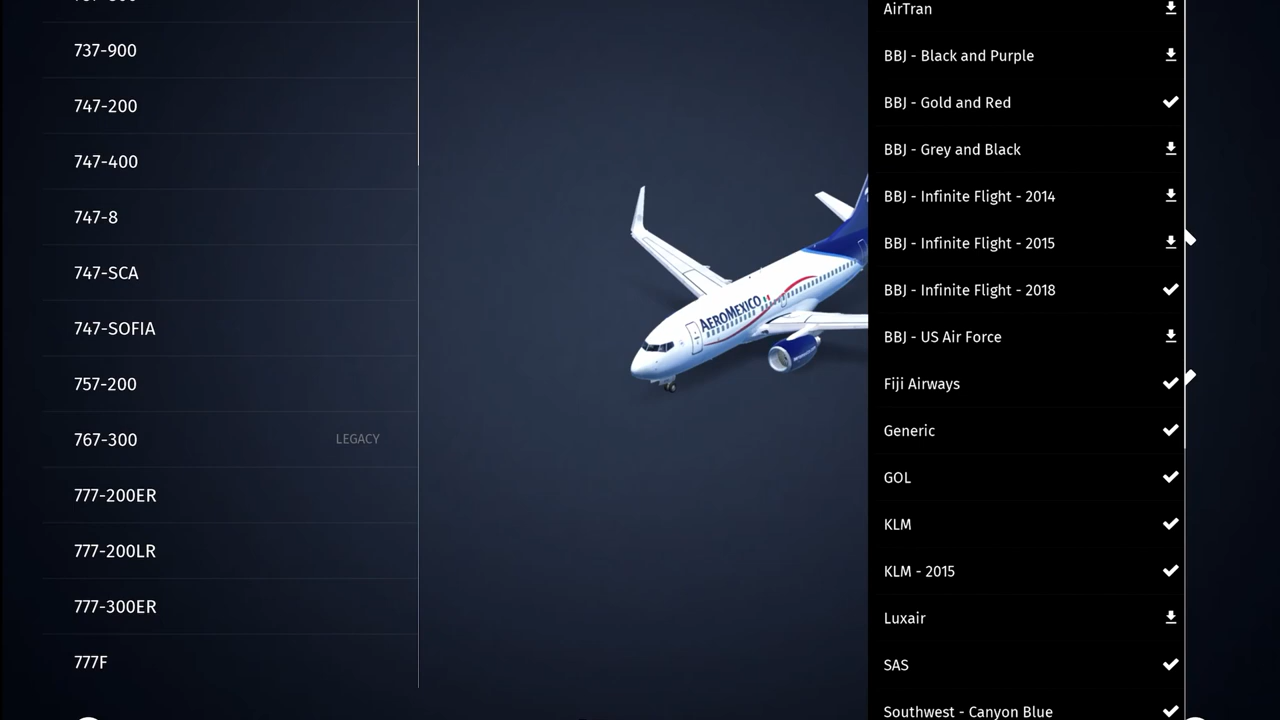 737-900
747-200
747-400
747-8
747-SCA
747-SOFIA
757-200
767-300 LEGACY
777-200ER
777-200LR
777-300ER
777F
AEROMEXICO
AirTran
BBJ - Black and Purple
BBJ - Gold and Red
BBJ - Grey and Black
BBJ - Infinite Flight - 2014
BBJ - Infinite Flight - 2015
BBJ - Infinite Flight - 2018
BBJ - US Air Force
Fiji Airways
Generic
GOL
KLM
KLM - 2015
Luxair
SAS
Southwest - Canyon Blue